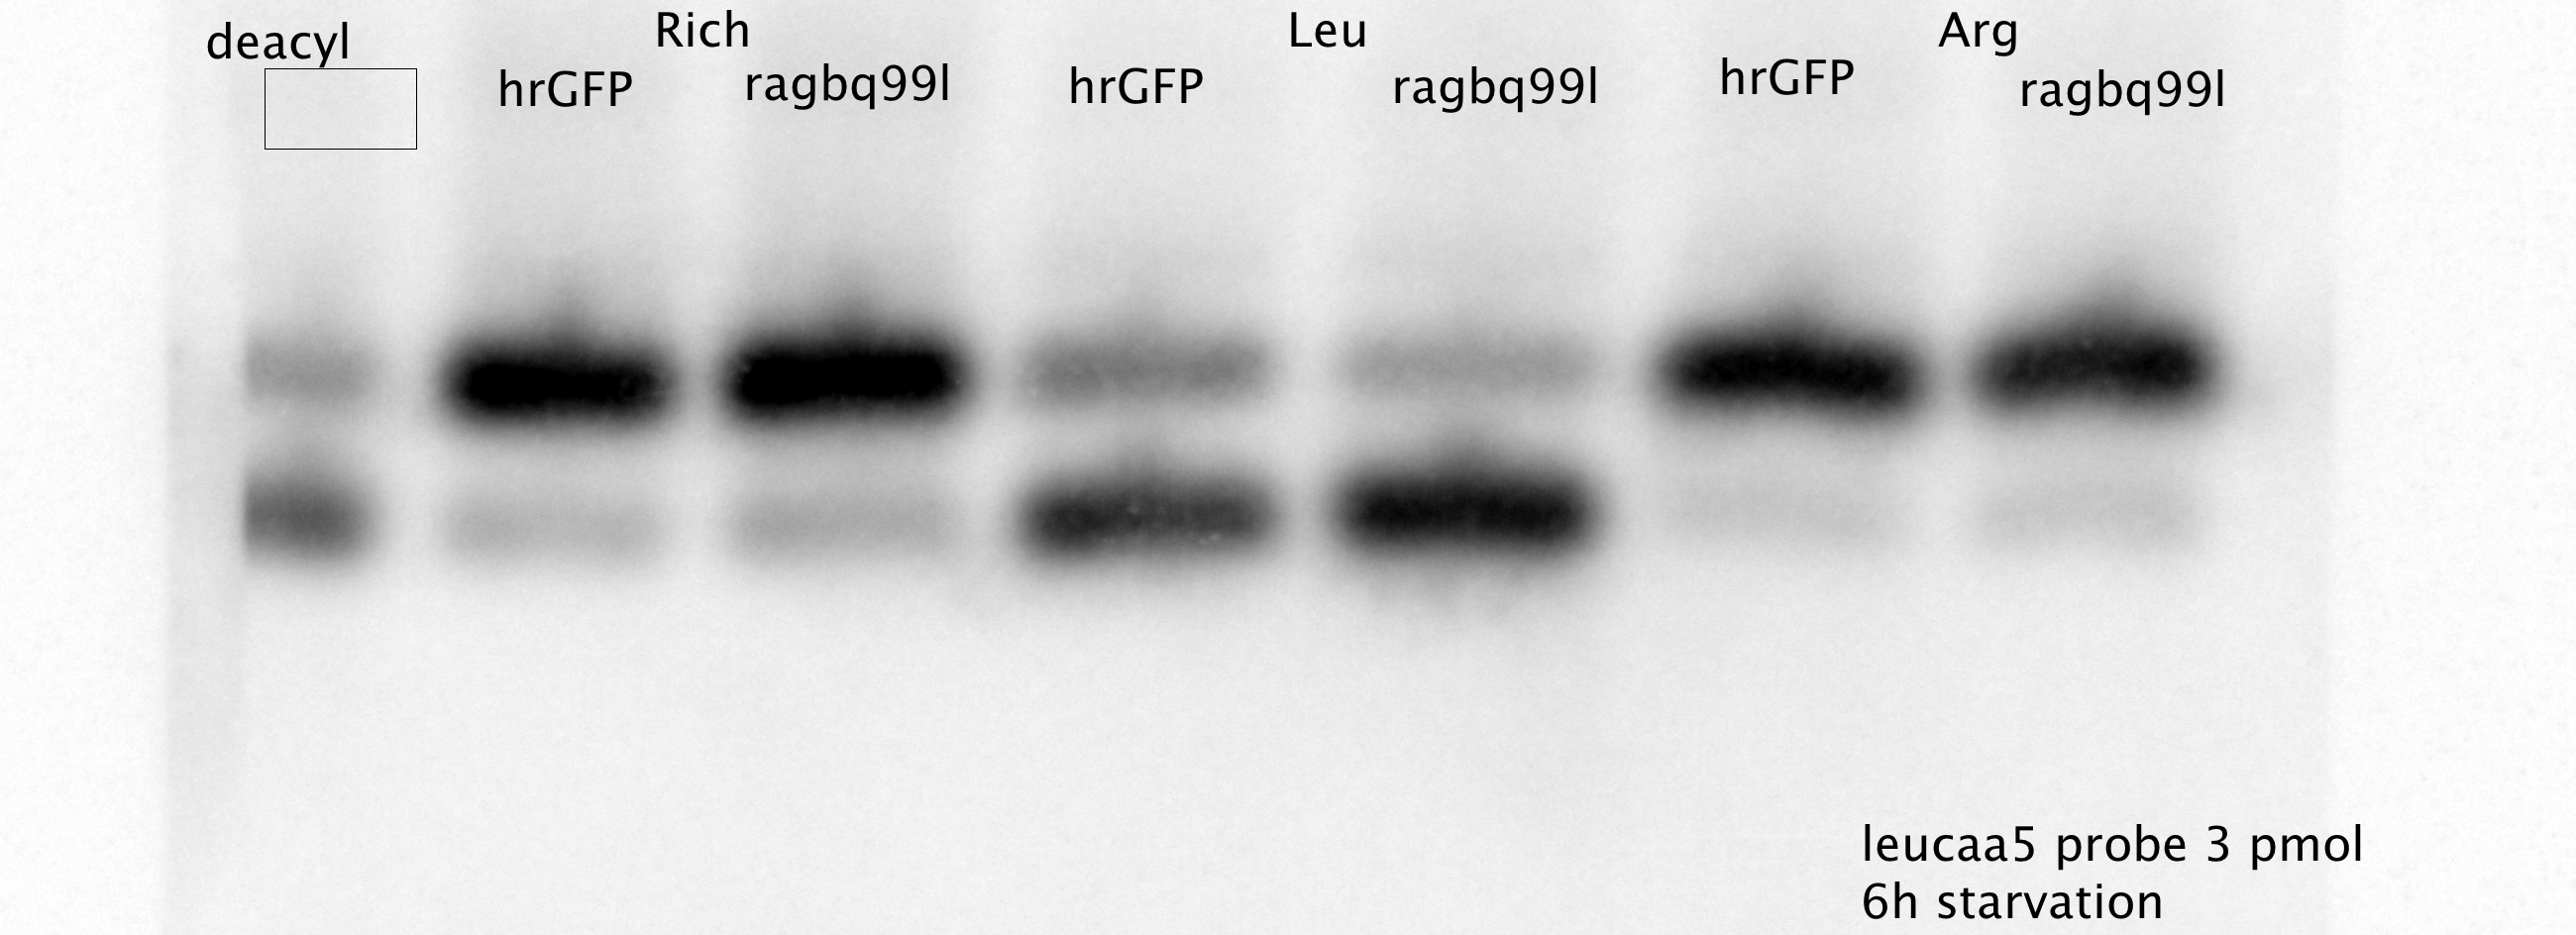 deacyl
Rich
Leu
Arg
hrGFP
ragbq99l
hrGFP
ragbq99l
hrGFP
ragbq99l
leucaa5 probe 3 pmol
6h starvation